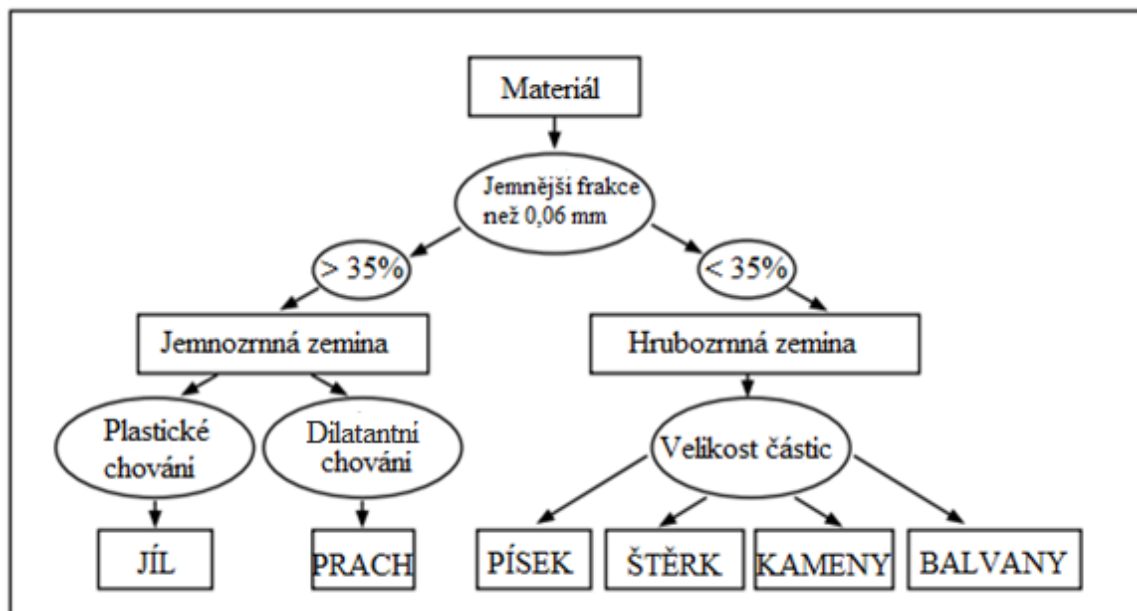 Materiál
Jemnější frakce
než 0,06 mm
> 35%
< 35%
Jemnozrnná zemina
Hrubozrnná zemina
Plastické
chování
Dilatantní
chování
Velikost částic
JÍL
PRACH
PÍSEK
ŠTĚRK
KAMENY
BALVANY